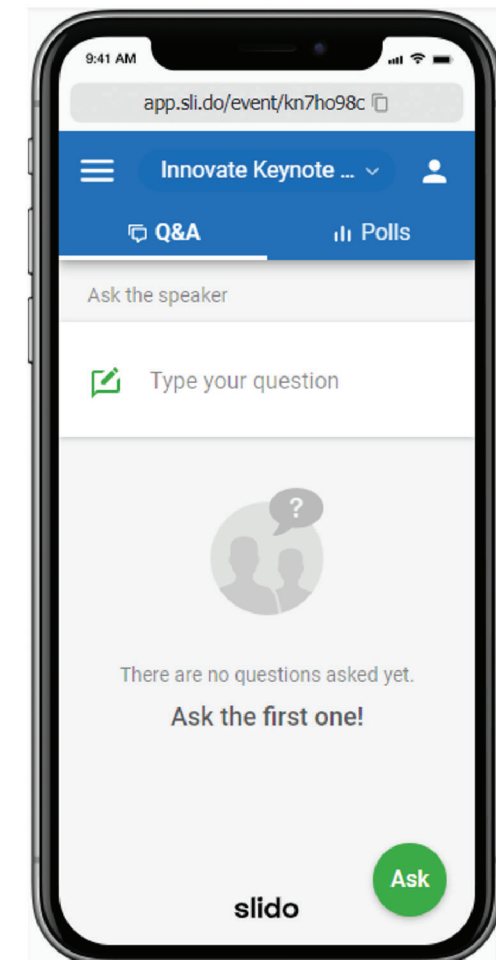 9:41 AM
app.sli.do/event/kn7ho98c
Innovate Keynote ...
Q&A Polls
Ask the speaker
Type your question
?
There are no questions asked yet.
Ask the first one!
Ask
slido